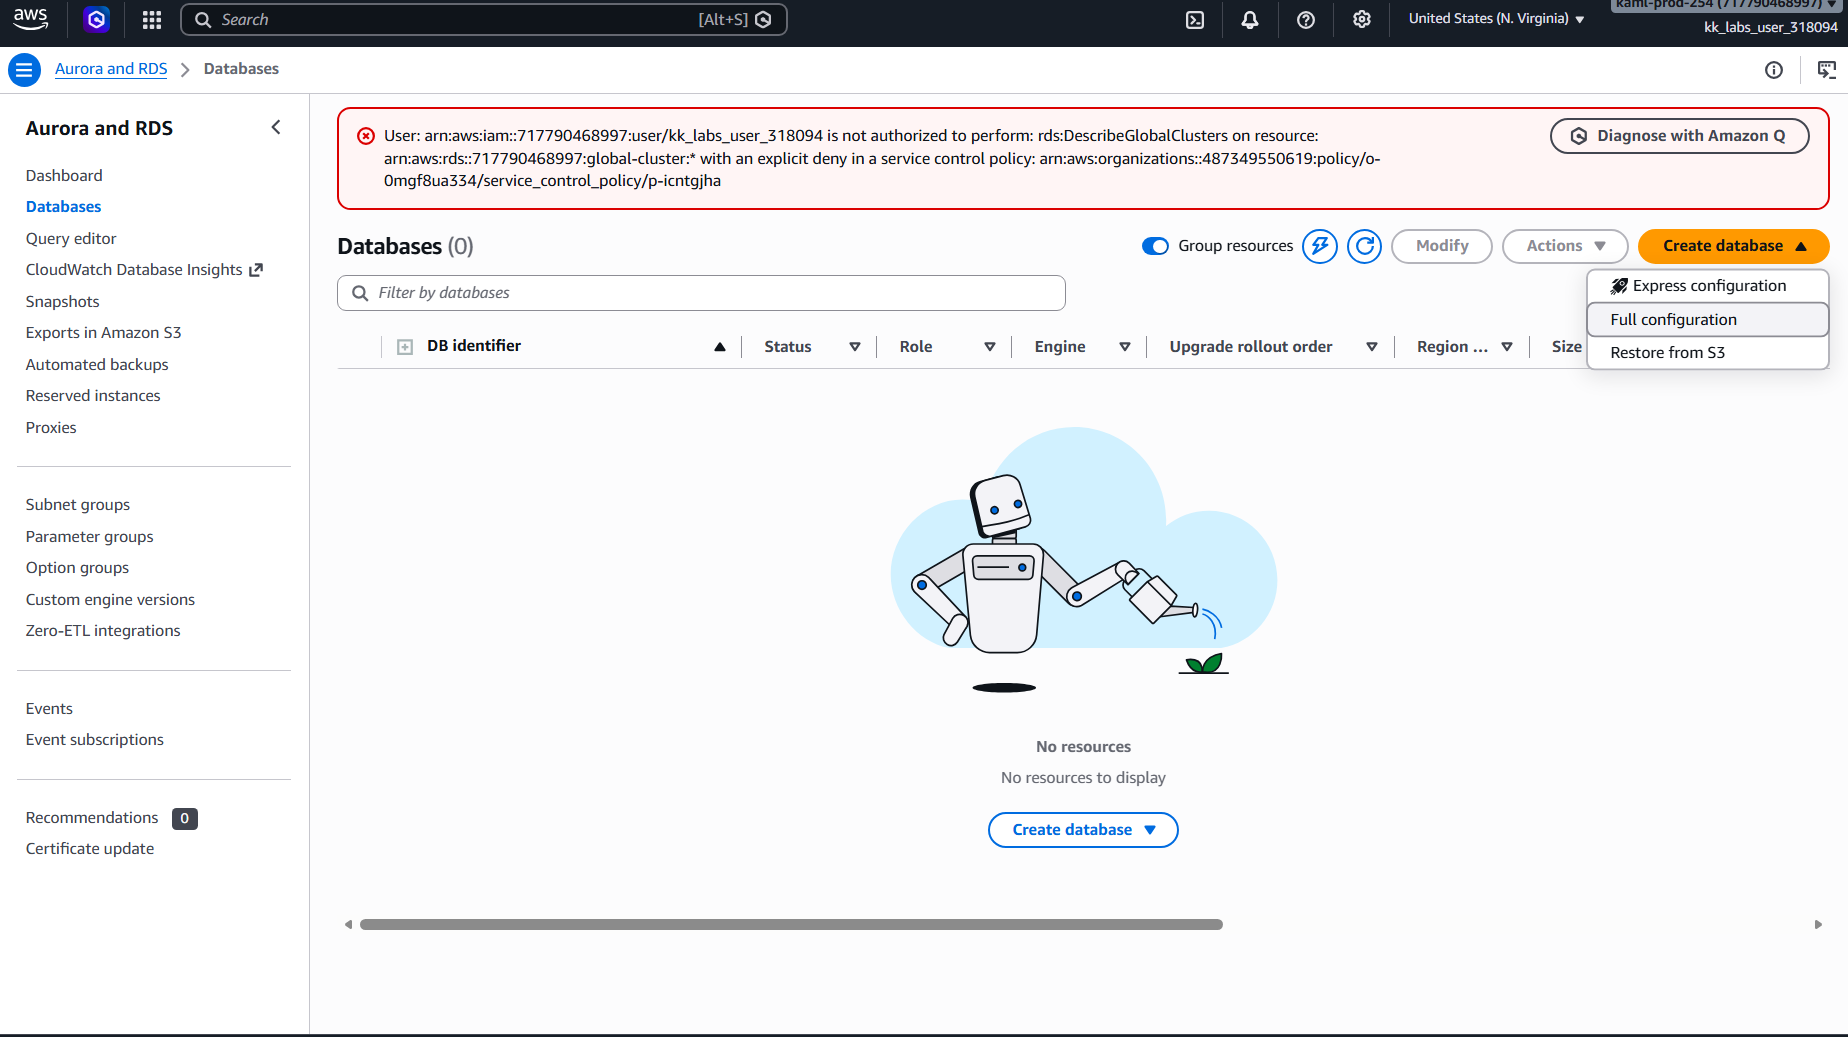 aws
Search
[Alt+S]
United States (N. Virginia)
kaml-prod-254 (717790468997)
kk_labs_user_318094
Aurora and RDS
Databases
Aurora and RDS
Dashboard
Databases
Query editor
CloudWatch Database Insights
Snapshots
Exports in Amazon S3
Automated backups
Reserved instances
Proxies
Subnet groups
Parameter groups
Option groups
Custom engine versions
Zero-ETL integrations
Events
Event subscriptions
Recommendations 0
Certificate update
User: arn:aws:iam::717790468997:user/kk_labs_user_318094 is not authorized to perform: rds:DescribeGlobalClusters on resource:
arn:aws:rds::717790468997:global-cluster:* with an explicit deny in a service control policy: arn:aws:organizations::487349550619:policy/o-
0mgf8ua334/service_control_policy/p-icntgjha
Diagnose with Amazon Q
Databases (0)
Group resources
Modify
Actions
Create database
Express configuration
Full configuration
Restore from S3
Filter by databases
DB identifier
Status
Role
Engine
Upgrade rollout order
Region ...
Size
No resources
No resources to display
Create database